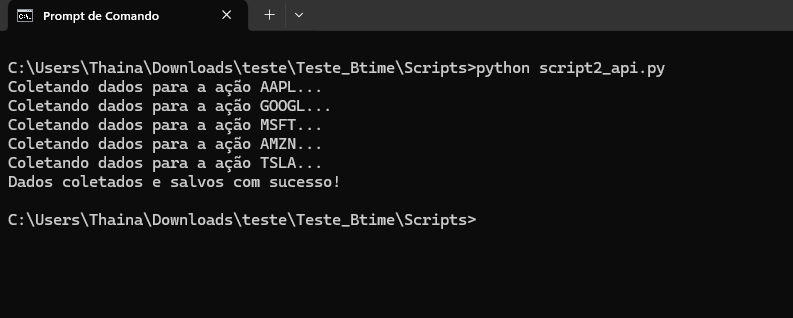 Prompt de Comando
C:\Users\Thaina\Downloads\teste\Teste_Btime\Scripts>python script2_api.py
Coletando dados para a ação AAPL...
Coletando dados para a ação GOOGL...
Coletando dados para a ação MSFT...
Coletando dados para a ação AMZN...
Coletando dados para a ação TSLA...
Dados coletados e salvos com sucesso!
C:\Users\Thaina\Downloads\teste\Teste_Btime\Scripts>